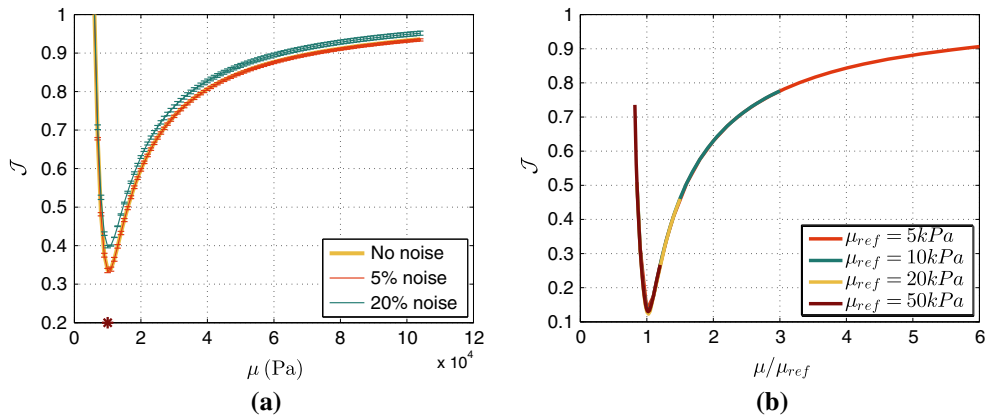 1
0.9
0.8
0.7
0.6
0.5
0.4
0.3
0.2
𝒥
0 2 4 6 8 10 12
x 10⁴
μ (Pa)
No noise
5% noise
20% noise
(a)
1
0.9
0.8
0.7
0.6
0.5
0.4
0.3
0.2
0.1
𝒥
0 1 2 3 4 5 6
μ/μ_ref
μ_ref = 5kPa
μ_ref = 10kPa
μ_ref = 20kPa
μ_ref = 50kPa
(b)